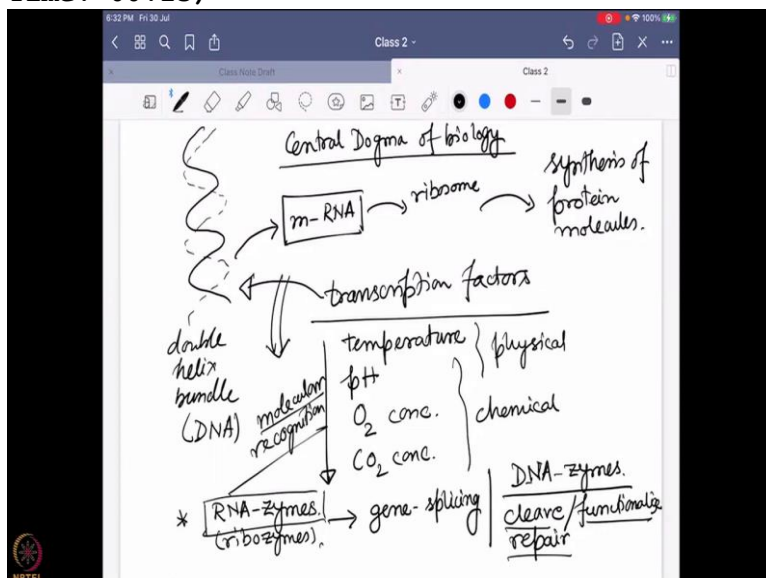 6:32 PM Fri 30 Jul
100%
Class 2
Class Note Draft
Class 2
Central Dogma of biology
m-RNA
ribosome
synthesis of
protein
molecules.
transcription factors
double
helix
bundle
(DNA)
molecular
recognition
temperature
physical
pH
O2 conc.
CO2 conc.
chemical
* RNA-zymes.
(ribozymes).
gene-splicing
DNA-zymes.
cleave/functionalize
repair
NPTEL